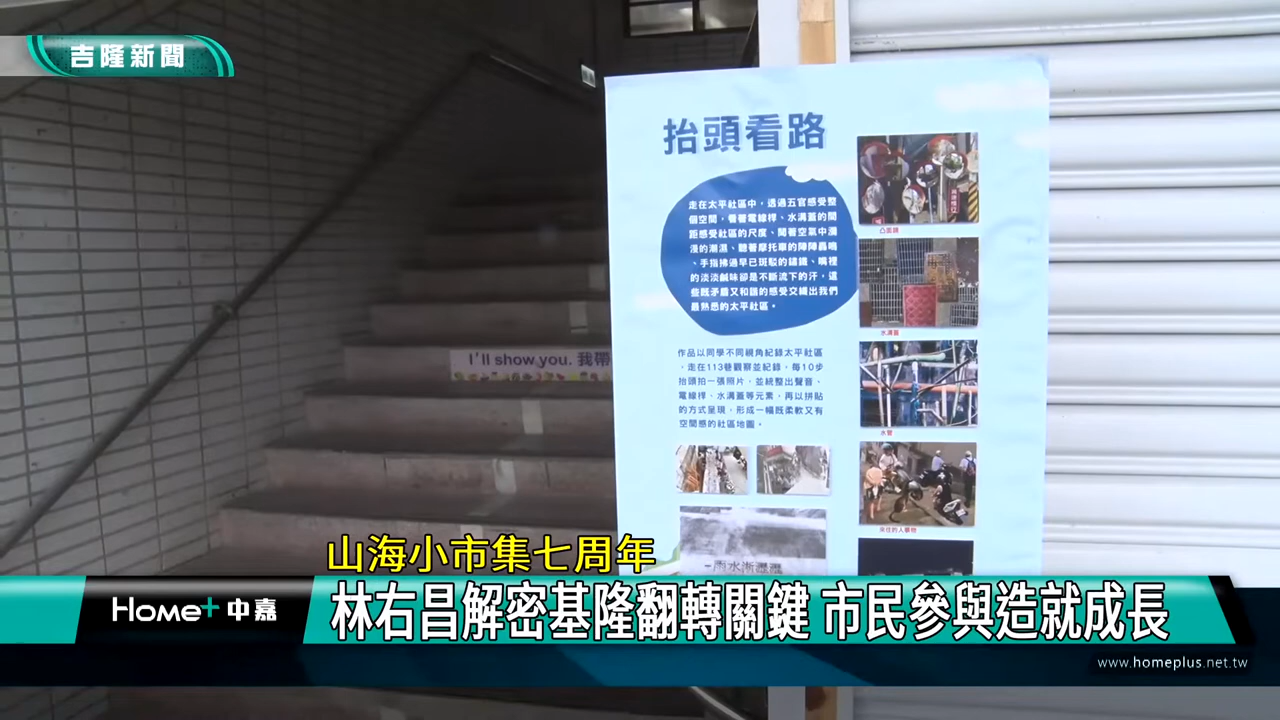 吉隆新聞
抬頭看路
走在太平社區中，透過五官感受整
個空間，看著電線桿、水溝蓋的間
距感受社區的尺度、聞著空氣中瀰
漫的潮濕、聽著摩托車的陣陣轟鳴
、手指拂過早已斑駁的鏽鐵、嘴裡
的淡淡鹹味卻是不斷流下的汗，這
些既矛盾又和諧的感受交織出我們
最熟悉的太平社區。
作品以同學不同視角紀錄太平社區
，走在113巷觀察並紀錄，每10步
抬頭拍一張照片，並統整出聲音、
電線桿、水溝蓋等元素，再以拼貼
的方式呈現，形成一幅既柔軟又有
空間感的社區地圖。
凸面鏡
水溝蓋
水管
來往的人事物
I'll show you. 我帶
雨水漸瀝瀝
山海小市集七周年
Home+ 中嘉
林右昌解密基隆翻轉關鍵 市民參與造就成長
www.homeplus.net.tw